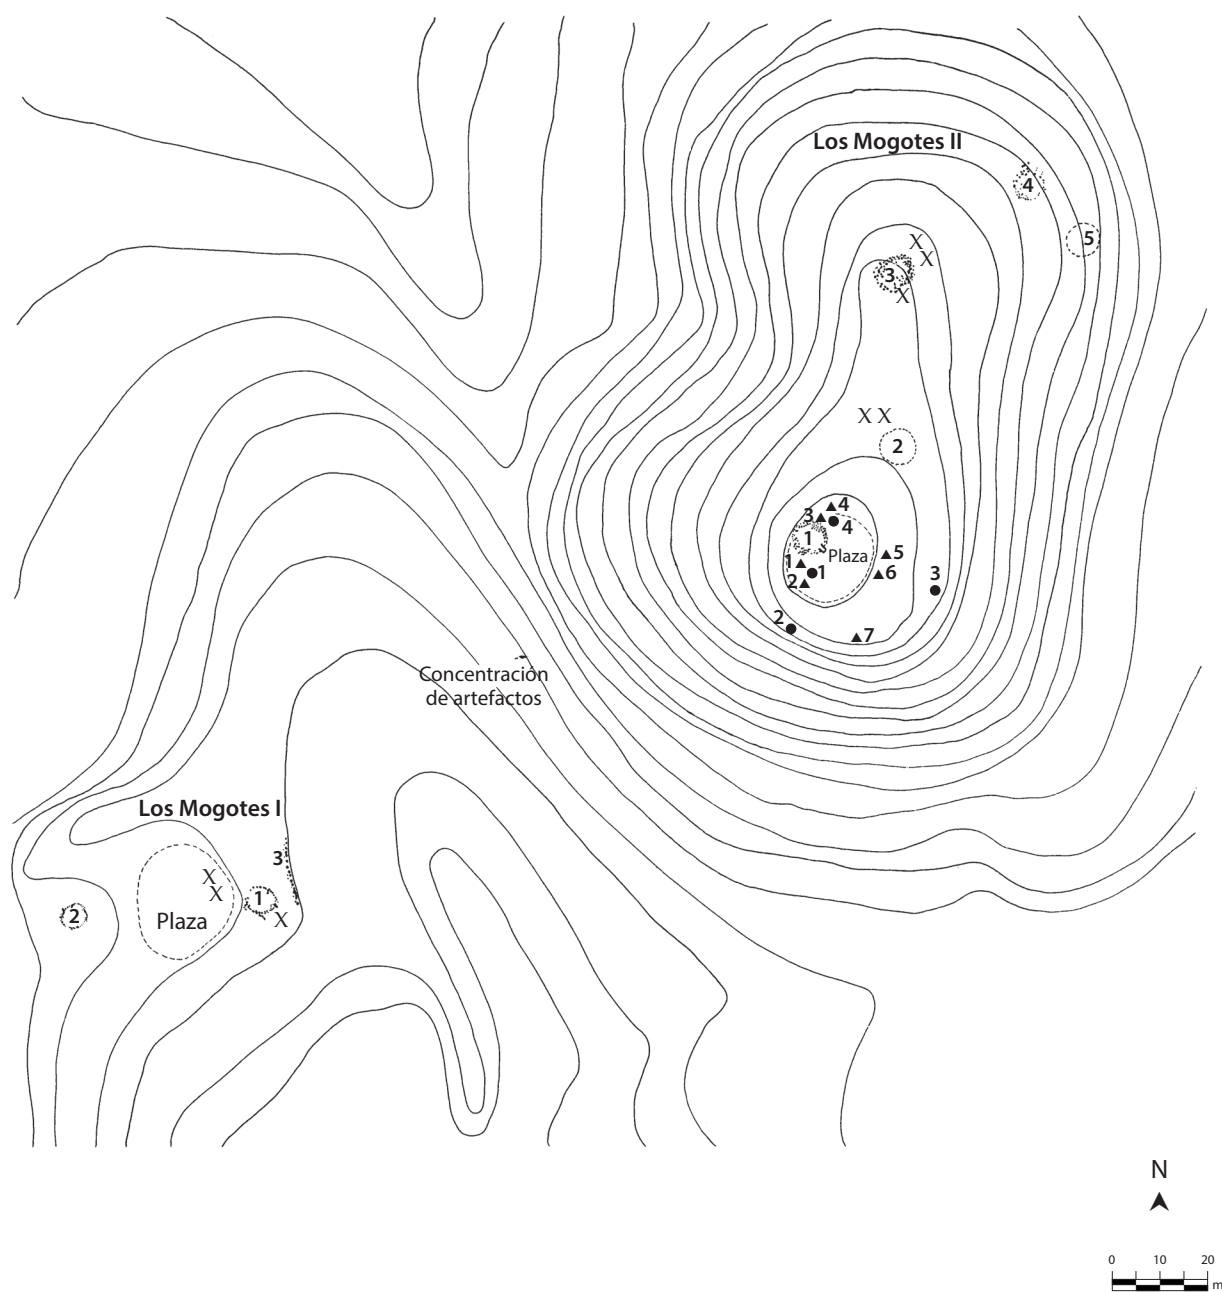 Los Mogotes II
4
5
X
X
3
X
X X
2
4
3
4
1
Plaza
5
1
1
6
2
3
2
7
Concentración
de artefactos
Los Mogotes I
3
X
X
1
2
Plaza
X
N
0 10 20
m